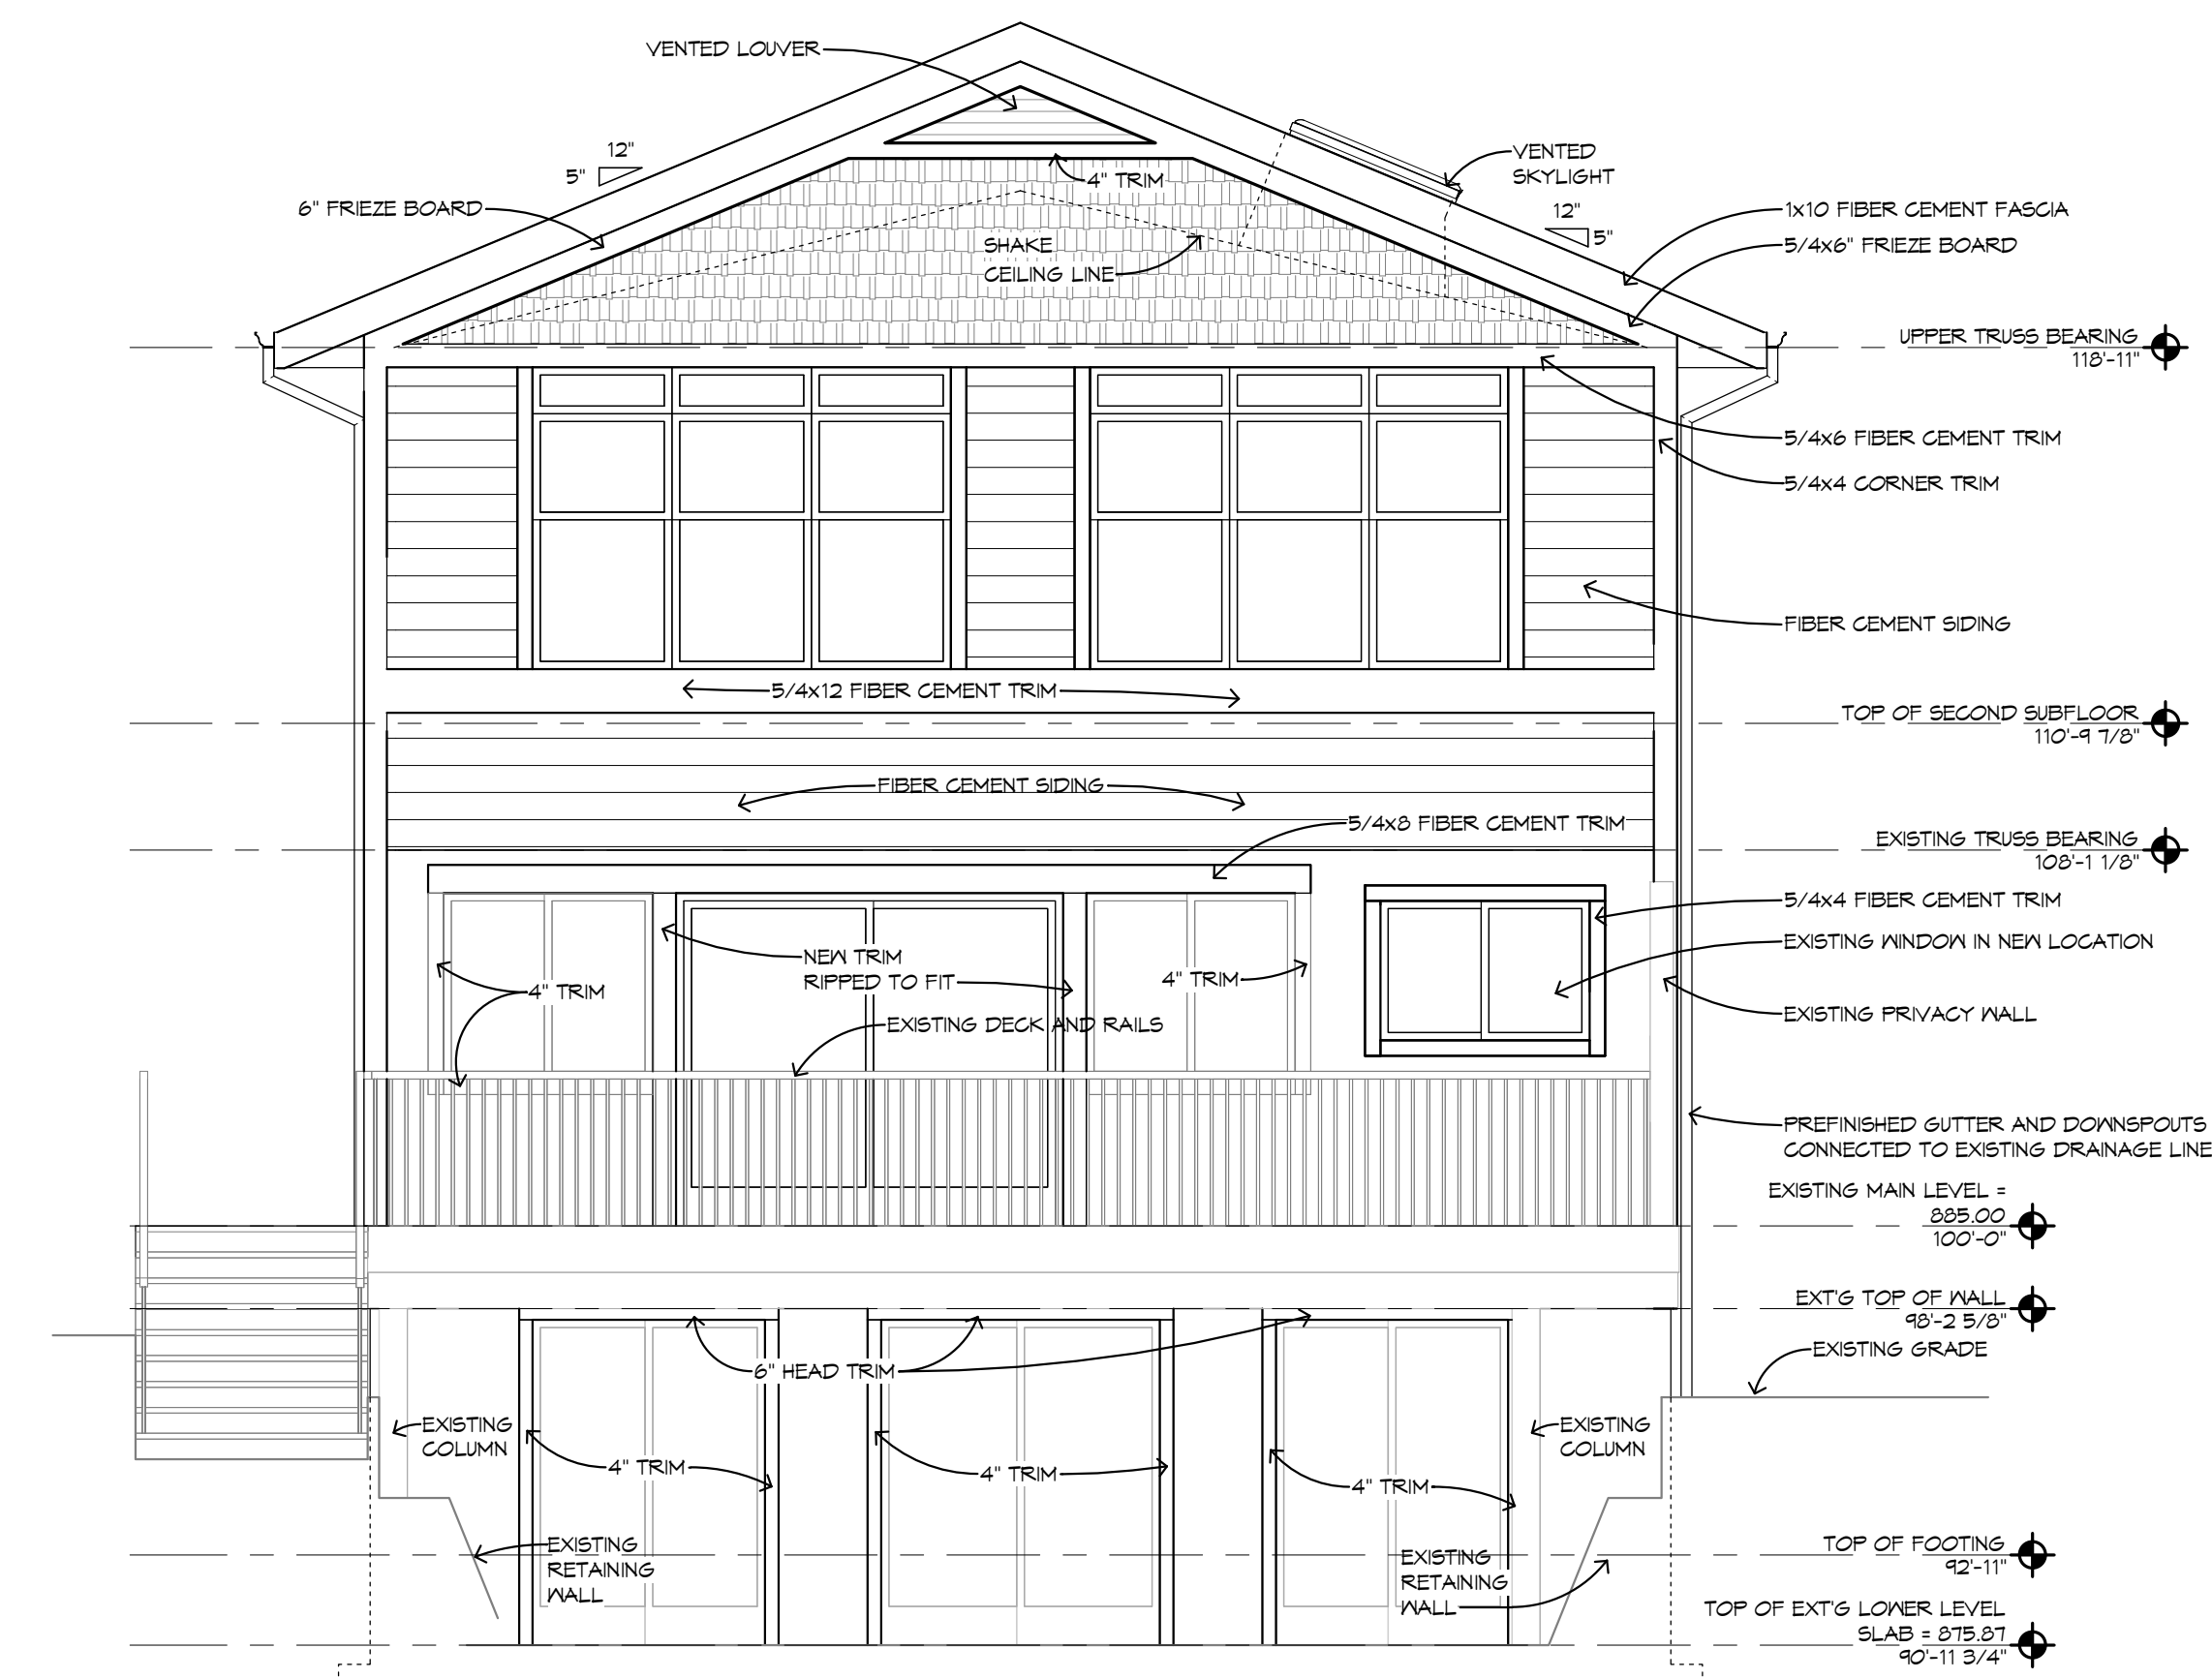 VENTED LOUVER
12"
5"
4" TRIM
VENTED
SKYLIGHT
6" FRIEZE BOARD
12"
5"
1x10 FIBER CEMENT FASCIA
5/4x6" FRIEZE BOARD
SHAKE
CEILING LINE
UPPER TRUSS BEARING
118'-11"
5/4x6 FIBER CEMENT TRIM
5/4x4 CORNER TRIM
FIBER CEMENT SIDING
5/4x12 FIBER CEMENT TRIM
TOP OF SECOND SUBFLOOR
110'-9 7/8"
FIBER CEMENT SIDING
5/4x8 FIBER CEMENT TRIM
EXISTING TRUSS BEARING
108'-1 1/8"
5/4x4 FIBER CEMENT TRIM
EXISTING WINDOW IN NEW LOCATION
NEW TRIM
RIPPED TO FIT
4" TRIM
4" TRIM
EXISTING DECK AND RAILS
EXISTING PRIVACY WALL
PREFINISHED GUTTER AND DOWNSPOUTS
CONNECTED TO EXISTING DRAINAGE LINE
EXISTING MAIN LEVEL =
885.00
100'-0"
EXT'G TOP OF WALL
98'-2 5/8"
EXISTING GRADE
6" HEAD TRIM
EXISTING
COLUMN
EXISTING
COLUMN
4" TRIM
4" TRIM
4" TRIM
EXISTING
RETAINING
WALL
EXISTING
RETAINING
WALL
TOP OF FOOTING
92'-11"
TOP OF EXT'G LOWER LEVEL
SLAB = 875.87
90'-11 3/4"